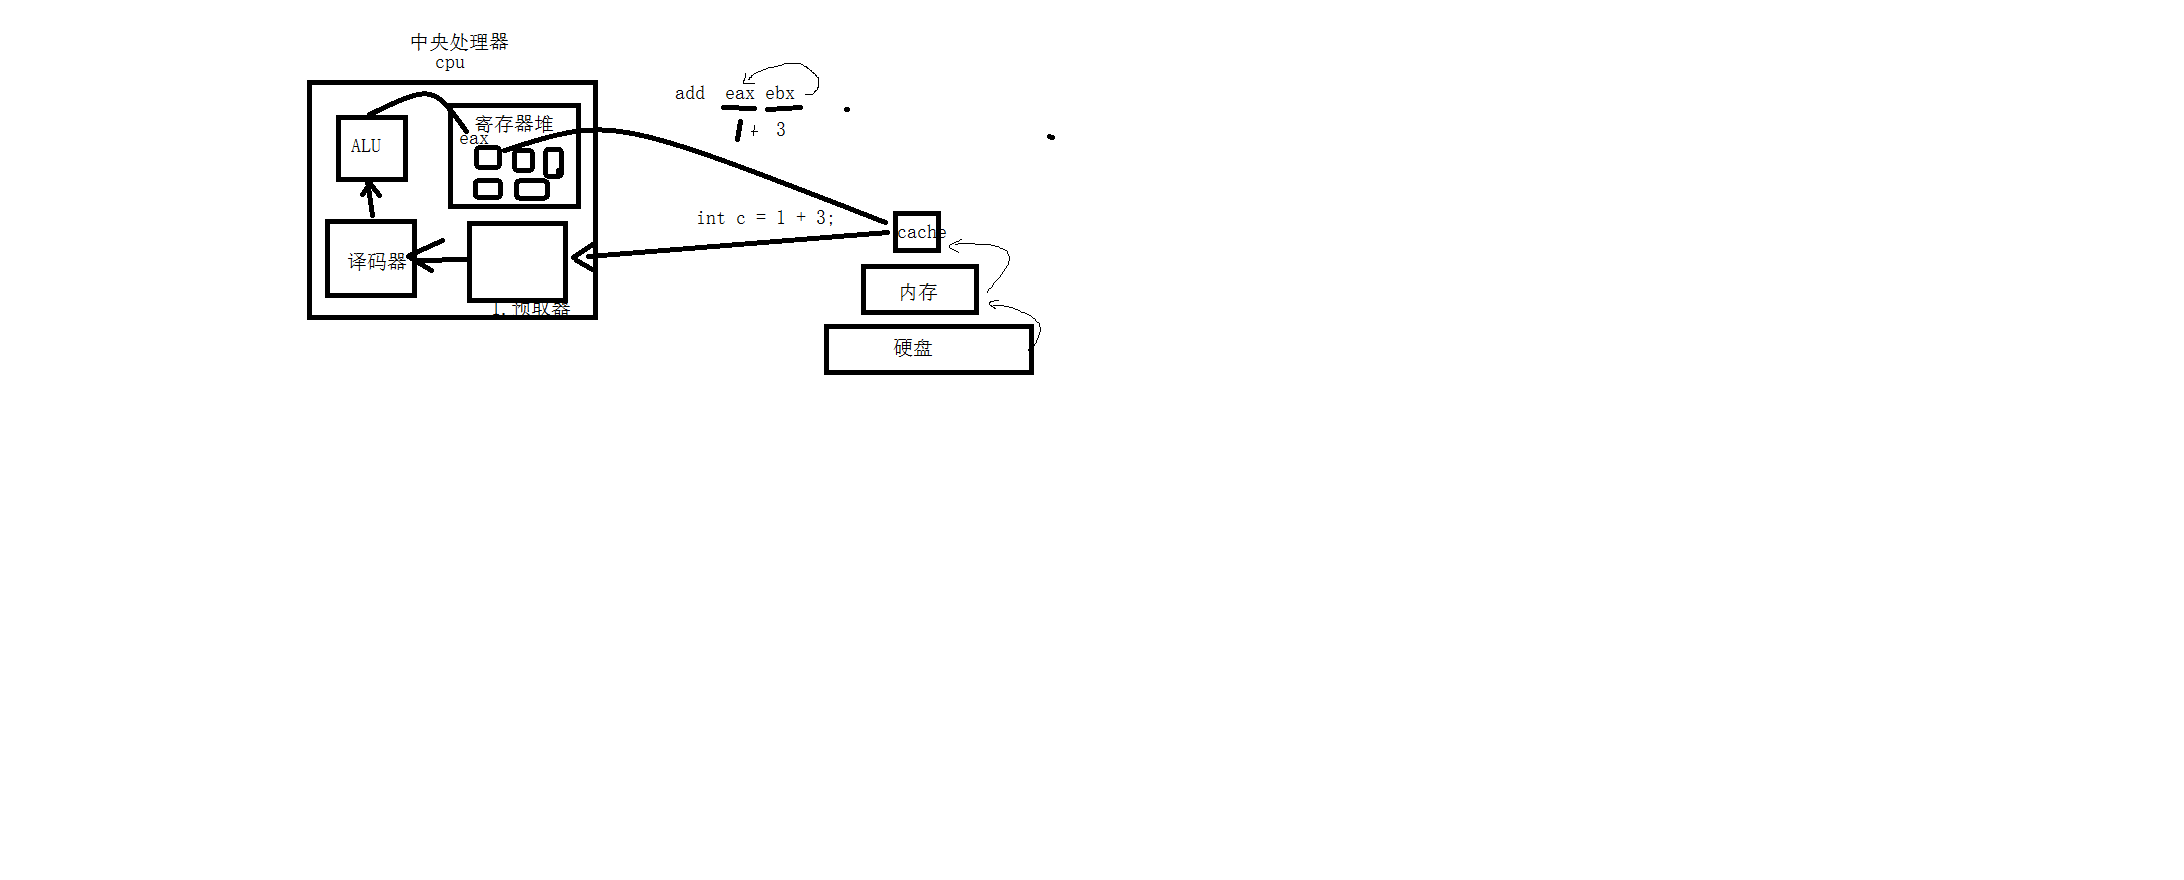 中央处理器
cpu
add eax ebx
1 + 3
寄存器堆
eax
ALU
int c = 1 + 3;
cache
译码器
内存
1. 预取器
硬盘